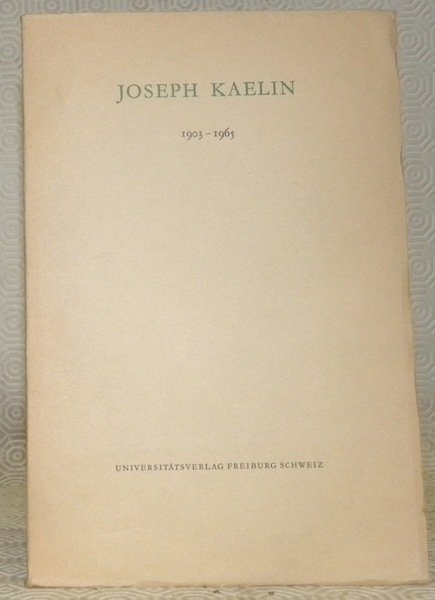 JOSEPH KAELIN
1903–1965
UNIVERSITÄTSVERLAG FREIBURG SCHWEIZ